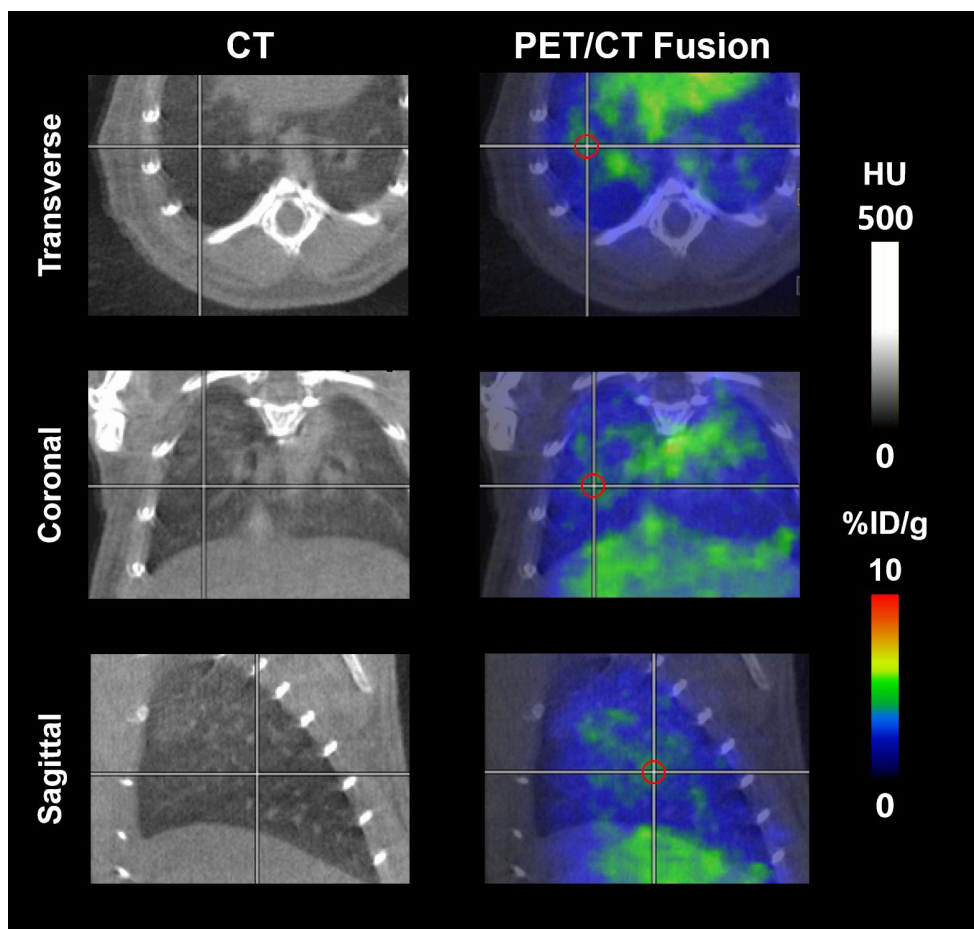 CT
PET/CT Fusion
Transverse
Coronal
Sagittal
HU
500
0
%ID/g
10
0